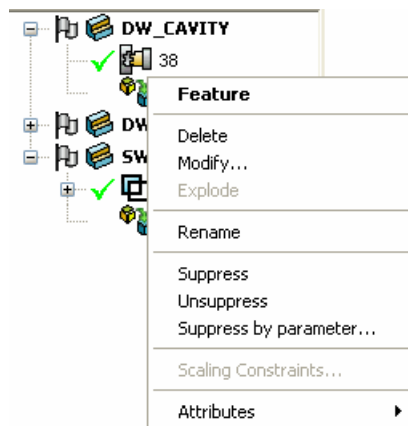 DW_CAVITY
38
Feature
DW
Delete
SW
Modify...
Explode
Rename
Suppress
Unsuppress
Suppress by parameter...
Scaling Constraints...
Attributes